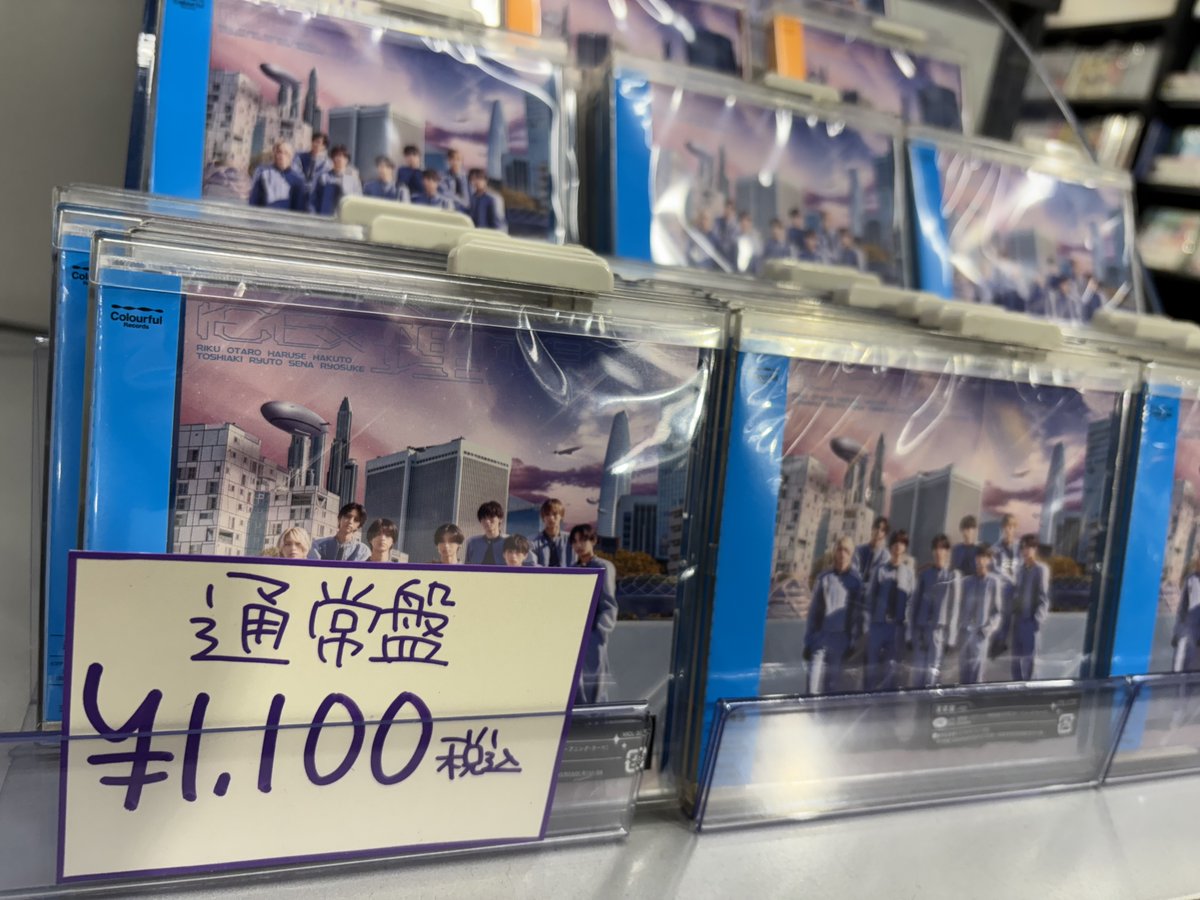 Colourful
Records
RIKU OTARO HARUSE HAKUTO
TOSHIAKI RYUTO SENA RYOSUKE
通常盤
¥1,100 税込